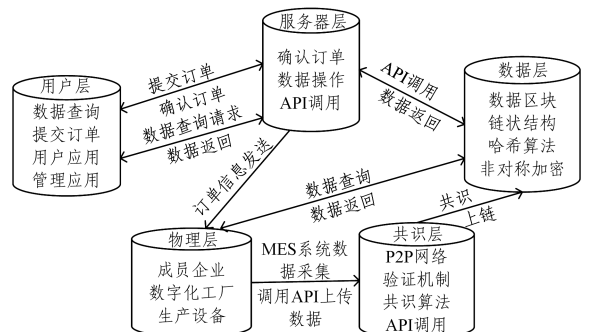 服务器层
确认订单
数据操作
API调用
用户层
数据查询
提交订单
用户应用
管理应用
提交订单
确认订单
数据查询请求
数据返回
API调用
数据返回
数据层
数据区块
链状结构
哈希算法
非对称加密
订单信息发送
数据查询
数据返回
共识
上链
物理层
成员企业
数字化工厂
生产设备
MES系统数
据采集
调用API上传
数据
共识层
P2P网络
验证机制
共识算法
API调用